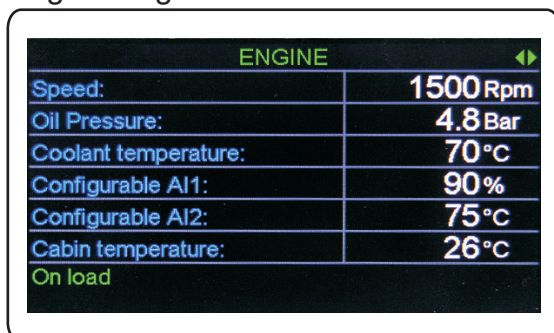 ENGINE
Speed: 1500 Rpm
Oil Pressure: 4.8 Bar
Coolant temperature: 70°C
Configurable AI1: 90%
Configurable AI2: 75°C
Cabin temperature: 26°C
On load